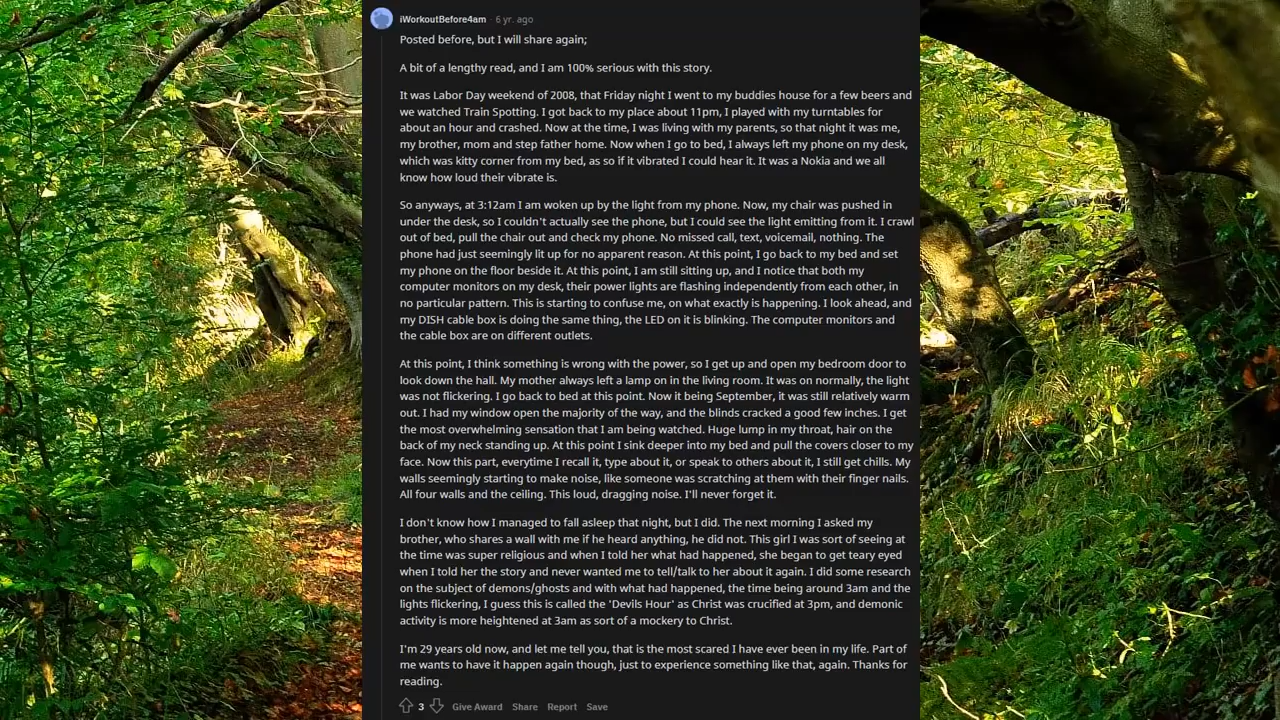 iWorkoutBefore4am · 6 yr. ago
Posted before, but I will share again;
A bit of a lengthy read, and I am 100% serious with this story.
It was Labor Day weekend of 2008, that Friday night I went to my buddies house for a few beers and
we watched Train Spotting. I got back to my place about 11pm, I played with my turntables for
about an hour and crashed. Now at the time, I was living with my parents, so that night it was me,
my brother, mom and step father home. Now when I go to bed, I always left my phone on my desk,
which was kitty corner from my bed, as so if it vibrated I could hear it. It was a Nokia and we all
know how loud their vibrate is.
So anyways, at 3:12am I am woken up by the light from my phone. Now, my chair was pushed in
under the desk, so I couldn't actually see the phone, but I could see the light emitting from it. I crawl
out of bed, pull the chair out and check my phone. No missed call, text, voicemail, nothing. The
phone had just seemingly lit up for no apparent reason. At this point, I go back to my bed and set
my phone on the floor beside it. At this point, I am still sitting up, and I notice that both my
computer monitors on my desk, their power lights are flashing independently from each other, in
no particular pattern. This is starting to confuse me, on what exactly is happening. I look ahead, and
my DISH cable box is doing the same thing, the LED on it is blinking. The computer monitors and
the cable box are on different outlets.
At this point, I think something is wrong with the power, so I get up and open my bedroom door to
look down the hall. My mother always left a lamp on in the living room. It was on normally, the light
was not flickering. I go back to bed at this point. Now it being September, it was still relatively warm
out. I had my window open the majority of the way, and the blinds cracked a good few inches. I get
the most overwhelming sensation that I am being watched. Huge lump in my throat, hair on the
back of my neck standing up. At this point I sink deeper into my bed and pull the covers closer to my
face. Now this part, everytime I recall it, type about it, or speak to others about it, I still get chills. My
walls seemingly starting to make noise, like someone was scratching at them with their finger nails.
All four walls and the ceiling. This loud, dragging noise. I'll never forget it.
I don't know how I managed to fall asleep that night, but I did. The next morning I asked my
brother, who shares a wall with me if he heard anything, he did not. This girl I was sort of seeing at
the time was super religious and when I told her what had happened, she began to get teary eyed
when I told her the story and never wanted me to tell/talk to her about it again. I did some research
on the subject of demons/ghosts and with what had happened, the time being around 3am and the
lights flickering, I guess this is called the 'Devils Hour' as Christ was crucified at 3pm, and demonic
activity is more heightened at 3am as sort of a mockery to Christ.
I'm 29 years old now, and let me tell you, that is the most scared I have ever been in my life. Part of
me wants to have it happen again though, just to experience something like that, again. Thanks for
reading.
3 Give Award Share Report Save